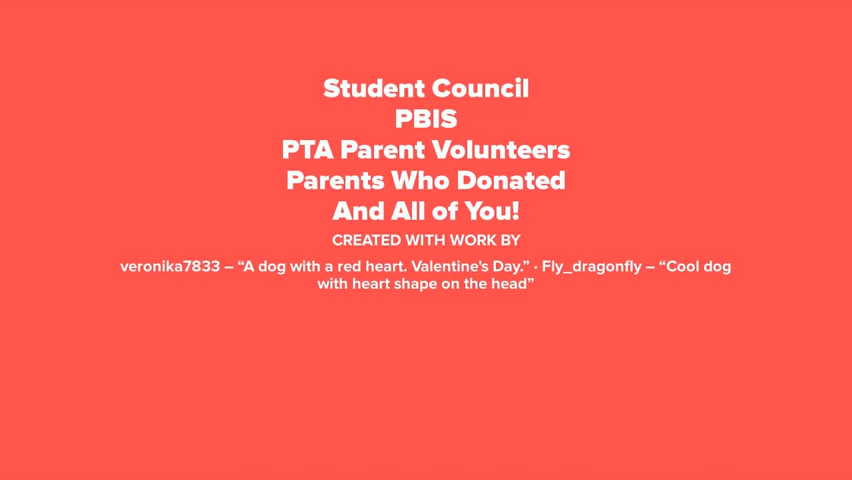 Student Council
PBIS
PTA Parent Volunteers
Parents Who Donated
And All of You!
CREATED WITH WORK BY
veronika7833 – “A dog with a red heart. Valentine's Day.” · Fly_dragonfly – “Cool dog
with heart shape on the head”